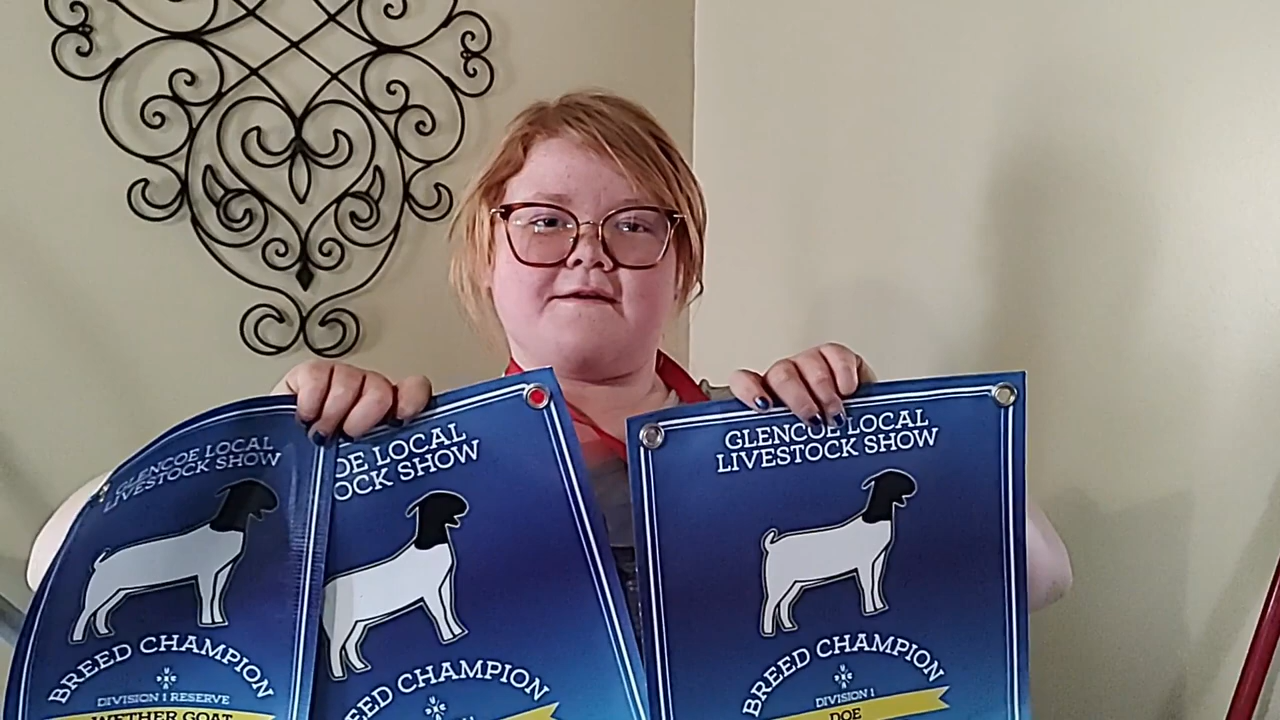 GLENCOE LOCAL
LIVESTOCK SHOW
BREED CHAMPION
DIVISION 1 RESERVE
WETHER GOAT
OE LOCAL
OCK SHOW
EED CHAMPION
GLENCOE LOCAL
LIVESTOCK SHOW
BREED CHAMPION
DIVISION 1
DOE